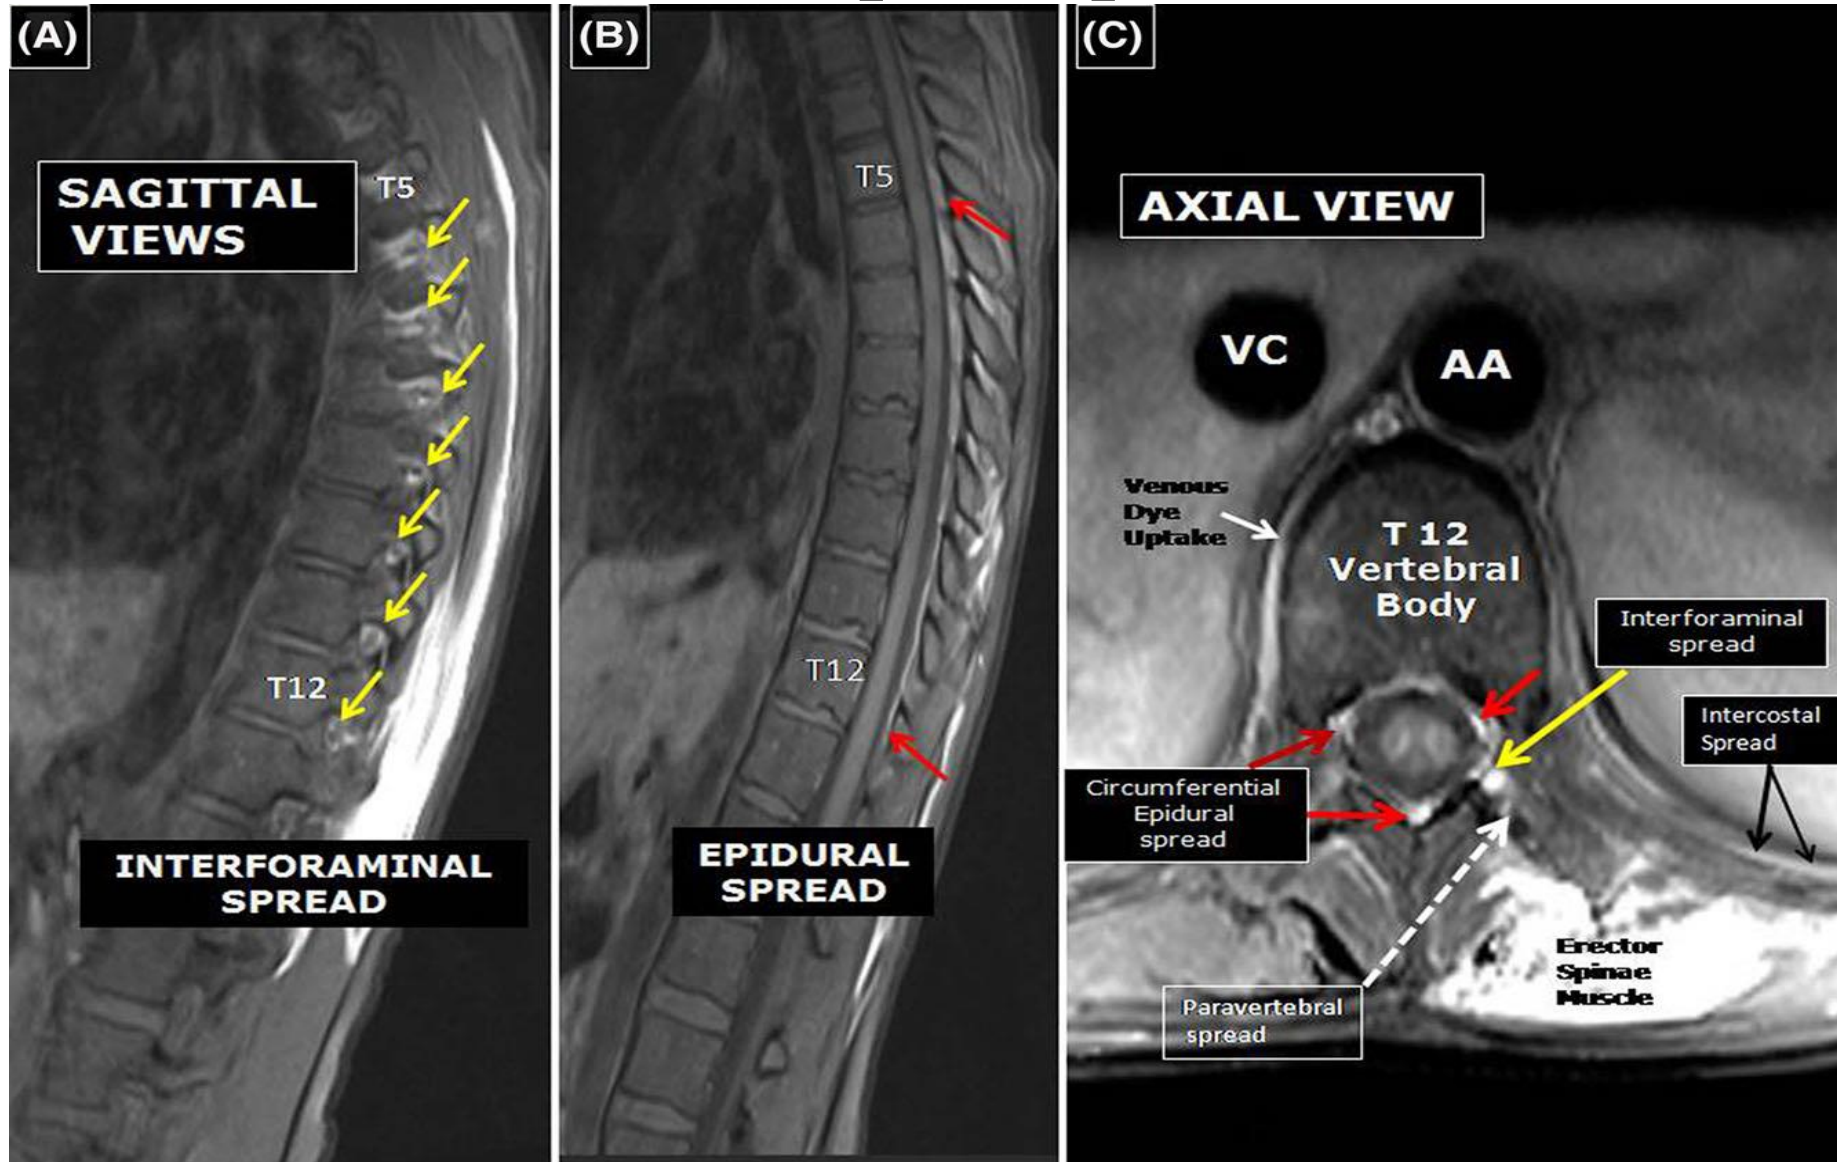 (A)
SAGITTAL
VIEWS
T5
T12
INTERFORAMINAL
SPREAD
(B)
T5
T12
EPIDURAL
SPREAD
(C)
AXIAL VIEW
VC
AA
Venous
Dye
Uptake
T 12
Vertebral
Body
Interforaminal
spread
Intercostal
Spread
Circumferential
Epidural
spread
Paravertebral
spread
Erector
Spinae
Muscle